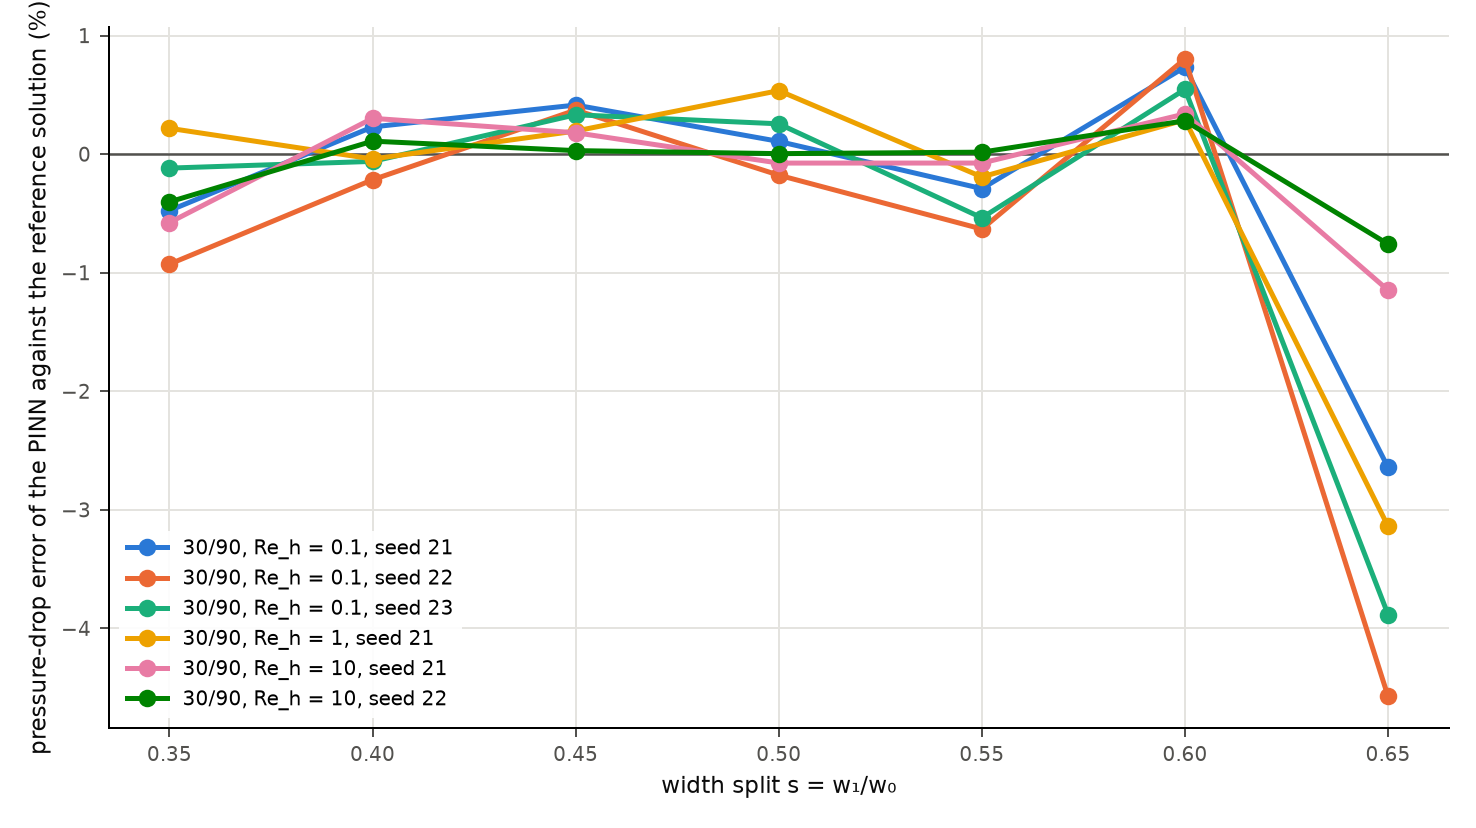 pressure-drop error of the PINN against the reference solution (%)
1
0
−1
−2
−3
−4
30/90, Re_h = 0.1, seed 21
30/90, Re_h = 0.1, seed 22
30/90, Re_h = 0.1, seed 23
30/90, Re_h = 1, seed 21
30/90, Re_h = 10, seed 21
30/90, Re_h = 10, seed 22
0.35 0.40 0.45 0.50 0.55 0.60 0.65
width split s = w₁/w₀